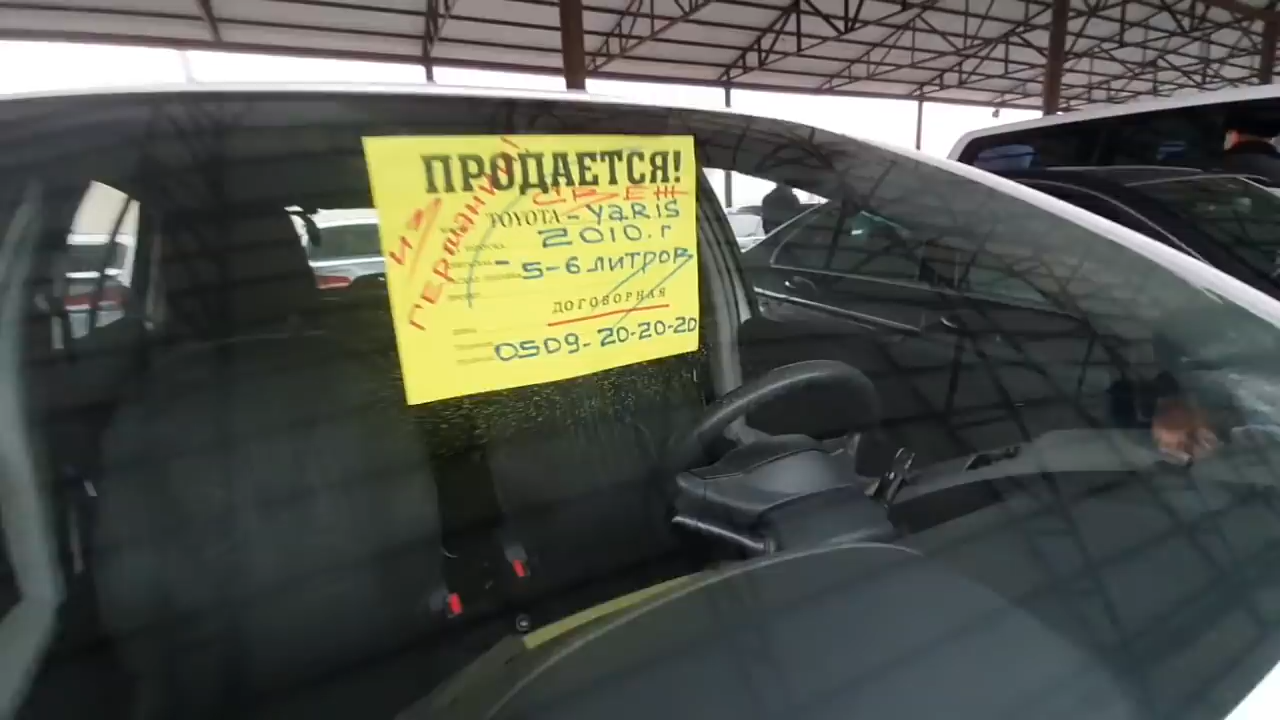 ПРОДАЕТСЯ!
ИЗ ГЕРМАНИИ!
СВЕЖ
TOYOTA - YaRiS
2010.г
- 5-6 литров
ДОГОВОРНАЯ
0509-20-20-20